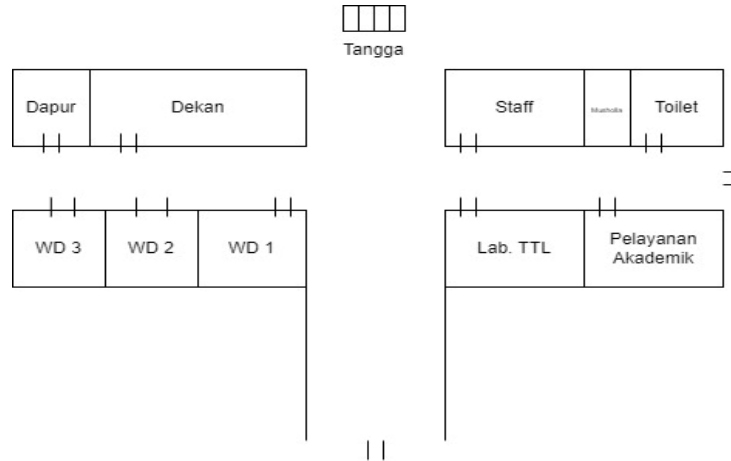 Tangga
Dapur
Dekan
Staff
Musholla
Toilet
WD 3
WD 2
WD 1
Lab. TTL
Pelayanan
Akademik